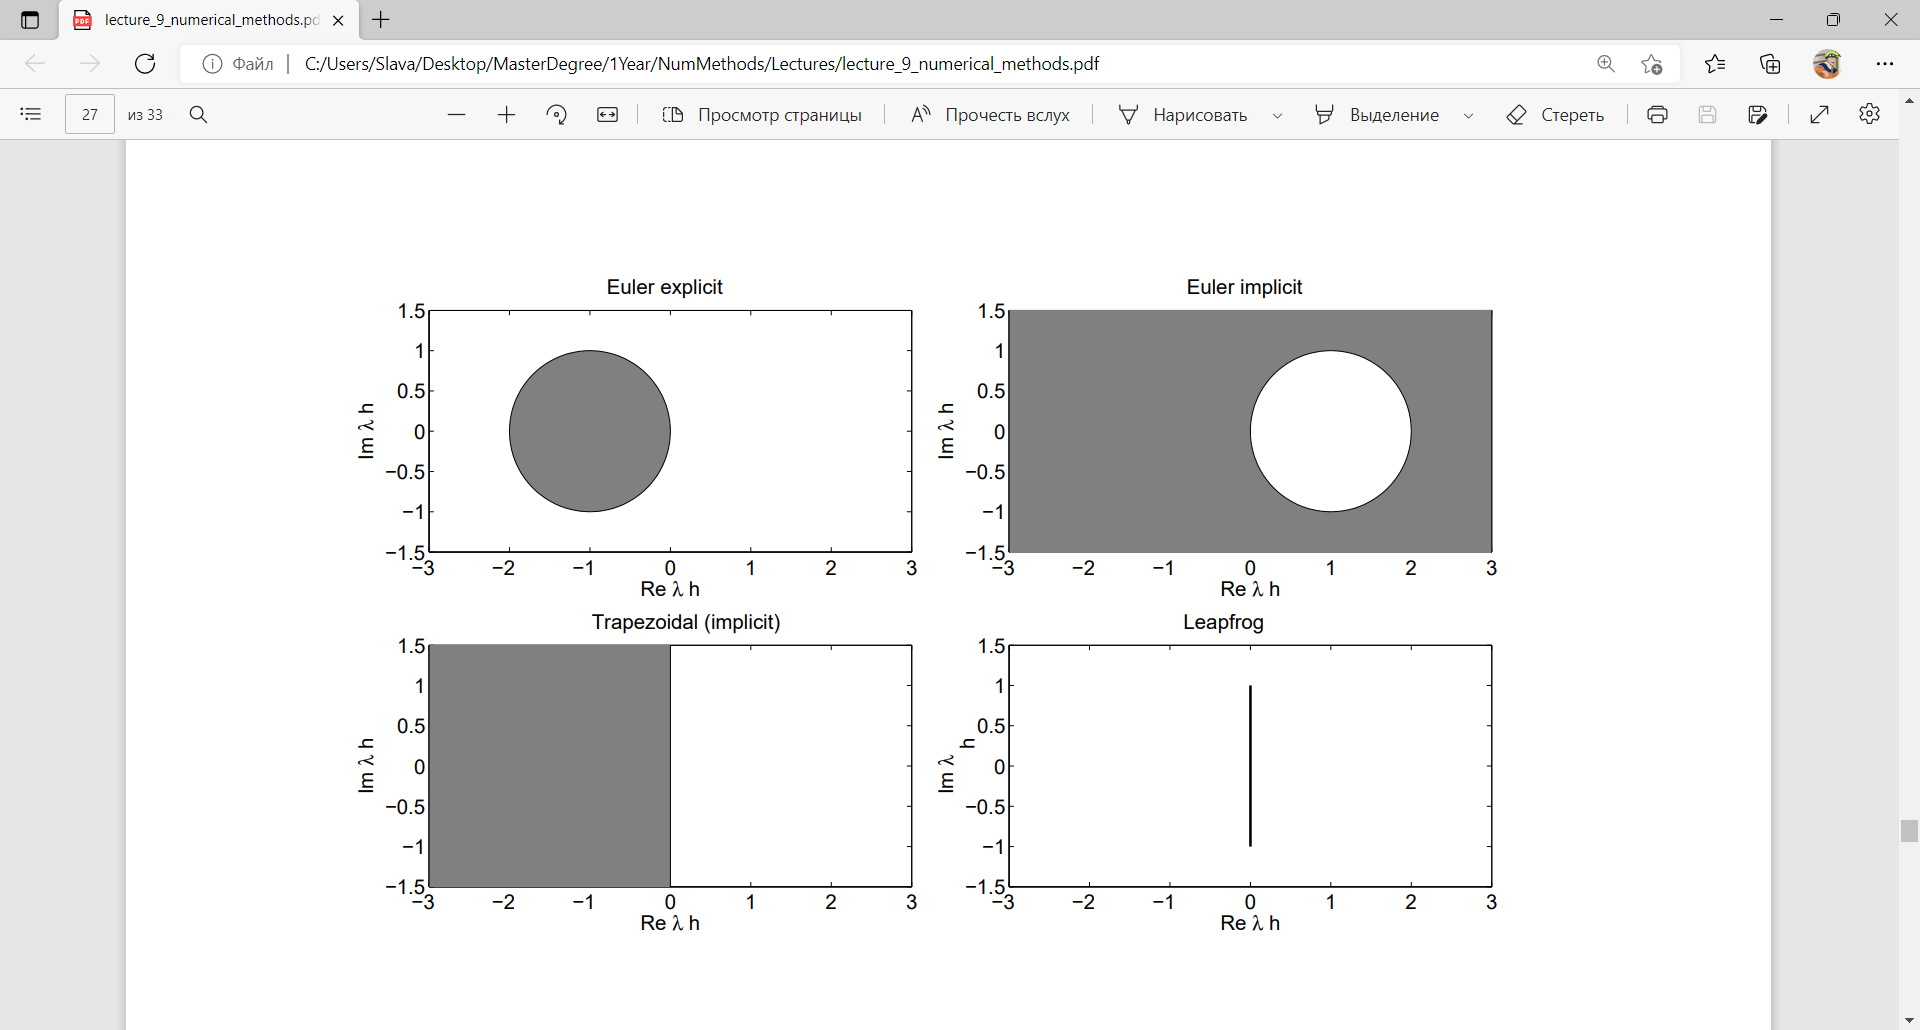 lecture_9_numerical_methods.pd
Файл
C:/Users/Slava/Desktop/MasterDegree/1Year/NumMethods/Lectures/lecture_9_numerical_methods.pdf
27 из 33
Просмотр страницы
Прочесть вслух
Нарисовать
Выделение
Стереть
Euler explicit
1.5
1
0.5
0
−0.5
−1
−1.5
Im λ h
−3 −2 −1 0 1 2 3
Re λ h
Euler implicit
1.5
1
0.5
0
−0.5
−1
−1.5
Im λ h
−3 −2 −1 0 1 2 3
Re λ h
Trapezoidal (implicit)
1.5
1
0.5
0
−0.5
−1
−1.5
Im λ h
−3 −2 −1 0 1 2 3
Re λ h
Leapfrog
1.5
1
0.5
0
−0.5
−1
−1.5
Im λ h
−3 −2 −1 0 1 2 3
Re λ h